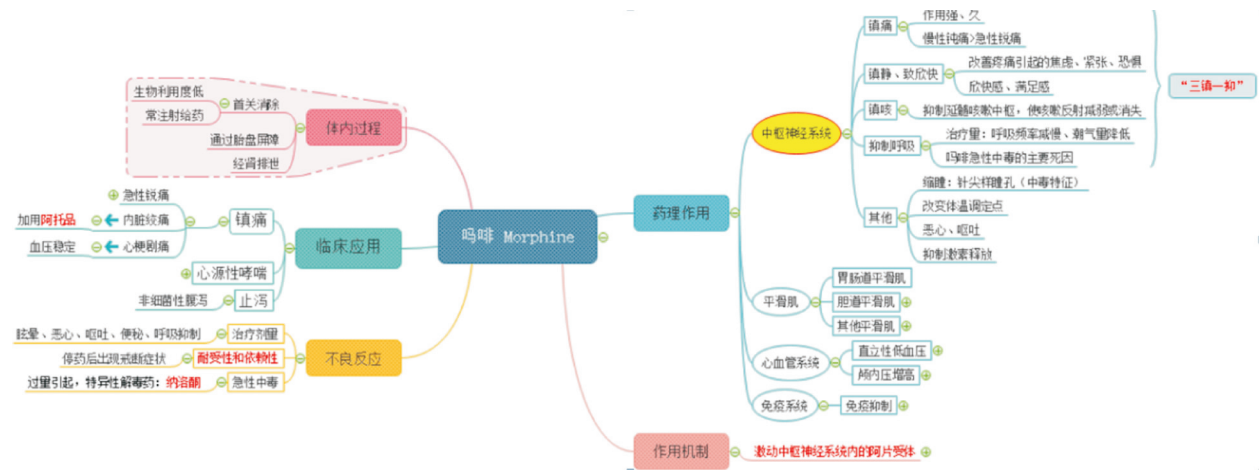 吗啡 Morphine
体内过程
首关消除
生物利用度低
常注射给药
通过胎盘屏障
经肾排泄
临床应用
镇痛
急性锐痛
内脏绞痛
加用阿托品
心梗剧痛
血压稳定
心源性哮喘
止泻
非细菌性腹泻
不良反应
治疗剂量
眩晕、恶心、呕吐、便秘、呼吸抑制
耐受性和依赖性
停药后出现戒断症状
急性中毒
过量引起，特异性解毒药：纳洛酮
药理作用
中枢神经系统
镇痛
作用强、久
慢性钝痛>急性锐痛
镇静、致欣快
改善疼痛引起的焦虑、紧张、恐惧
欣快感、满足感
镇咳
抑制延髓咳嗽中枢，使咳嗽反射减弱或消失
抑制呼吸
治疗量：呼吸频率减慢、潮气量降低
吗啡急性中毒的主要死因
“三镇一抑”
其他
缩瞳：针尖样瞳孔（中毒特征）
改变体温调定点
恶心、呕吐
抑制激素释放
平滑肌
胃肠道平滑肌
胆道平滑肌
其他平滑肌
心血管系统
直立性低血压
颅内压增高
免疫系统
免疫抑制
作用机制
激动中枢神经系统内的阿片受体